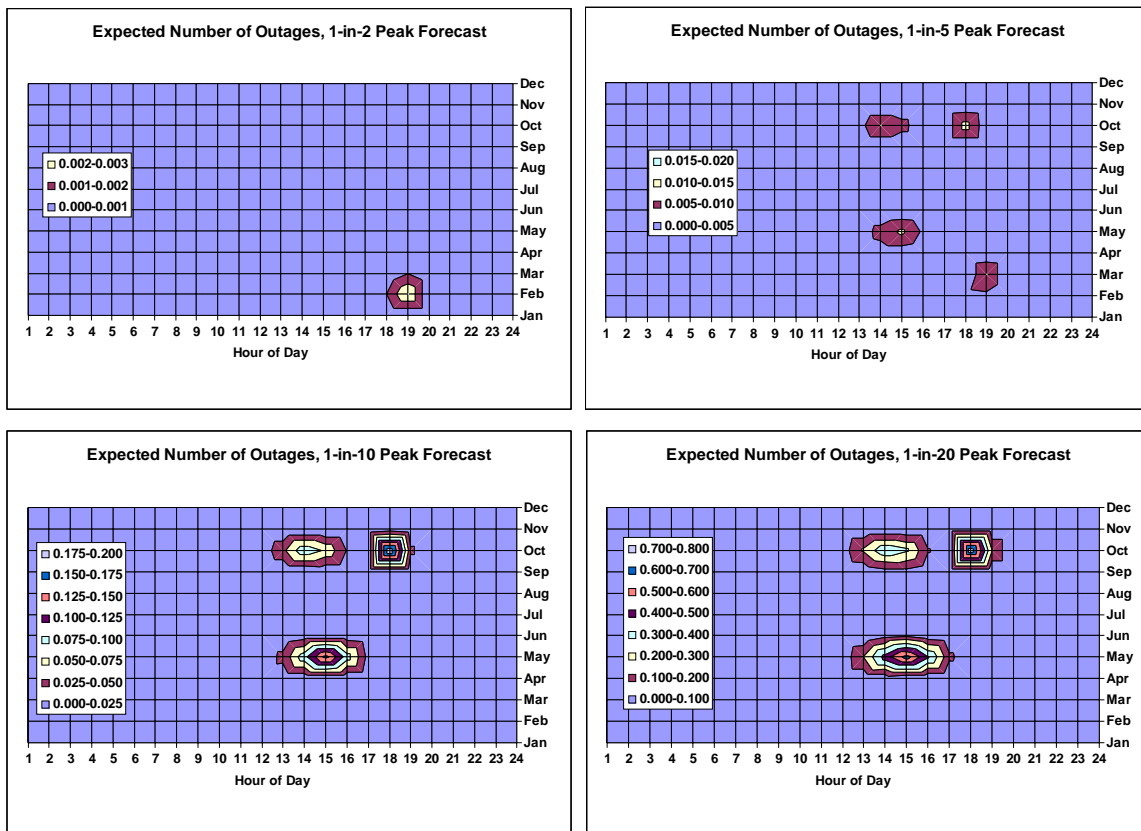 Expected Number of Outages, 1-in-2 Peak Forecast
Dec
Nov
Oct
Sep
Aug
Jul
Jun
May
Apr
Mar
Feb
Jan
0.002-0.003
0.001-0.002
0.000-0.001
1 2 3 4 5 6 7 8 9 10 11 12 13 14 15 16 17 18 19 20 21 22 23 24
Hour of Day
Expected Number of Outages, 1-in-5 Peak Forecast
Dec
Nov
Oct
Sep
Aug
Jul
Jun
May
Apr
Mar
Feb
Jan
0.015-0.020
0.010-0.015
0.005-0.010
0.000-0.005
1 2 3 4 5 6 7 8 9 10 11 12 13 14 15 16 17 18 19 20 21 22 23 24
Hour of Day
Expected Number of Outages, 1-in-10 Peak Forecast
Dec
Nov
Oct
Sep
Aug
Jul
Jun
May
Apr
Mar
Feb
Jan
0.175-0.200
0.150-0.175
0.125-0.150
0.100-0.125
0.075-0.100
0.050-0.075
0.025-0.050
0.000-0.025
1 2 3 4 5 6 7 8 9 10 11 12 13 14 15 16 17 18 19 20 21 22 23 24
Hour of Day
Expected Number of Outages, 1-in-20 Peak Forecast
Dec
Nov
Oct
Sep
Aug
Jul
Jun
May
Apr
Mar
Feb
Jan
0.700-0.800
0.600-0.700
0.500-0.600
0.400-0.500
0.300-0.400
0.200-0.300
0.100-0.200
0.000-0.100
1 2 3 4 5 6 7 8 9 10 11 12 13 14 15 16 17 18 19 20 21 22 23 24
Hour of Day